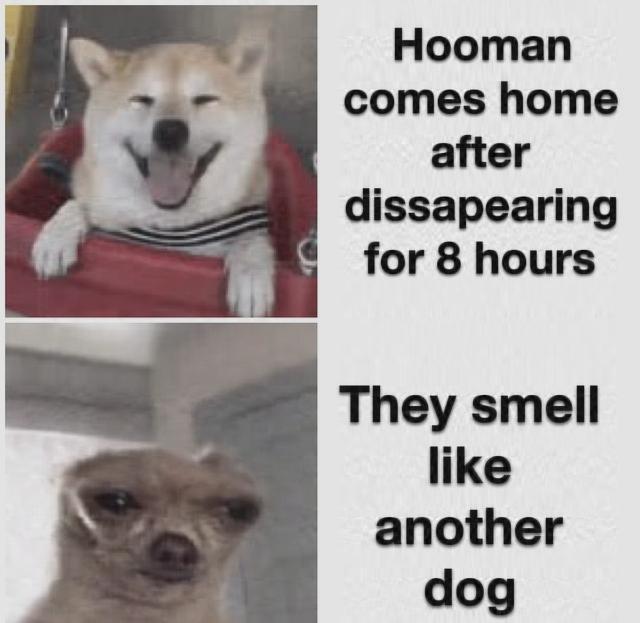 Hooman
comes home
after
dissapearing
for 8 hours
They smell
like
another
dog